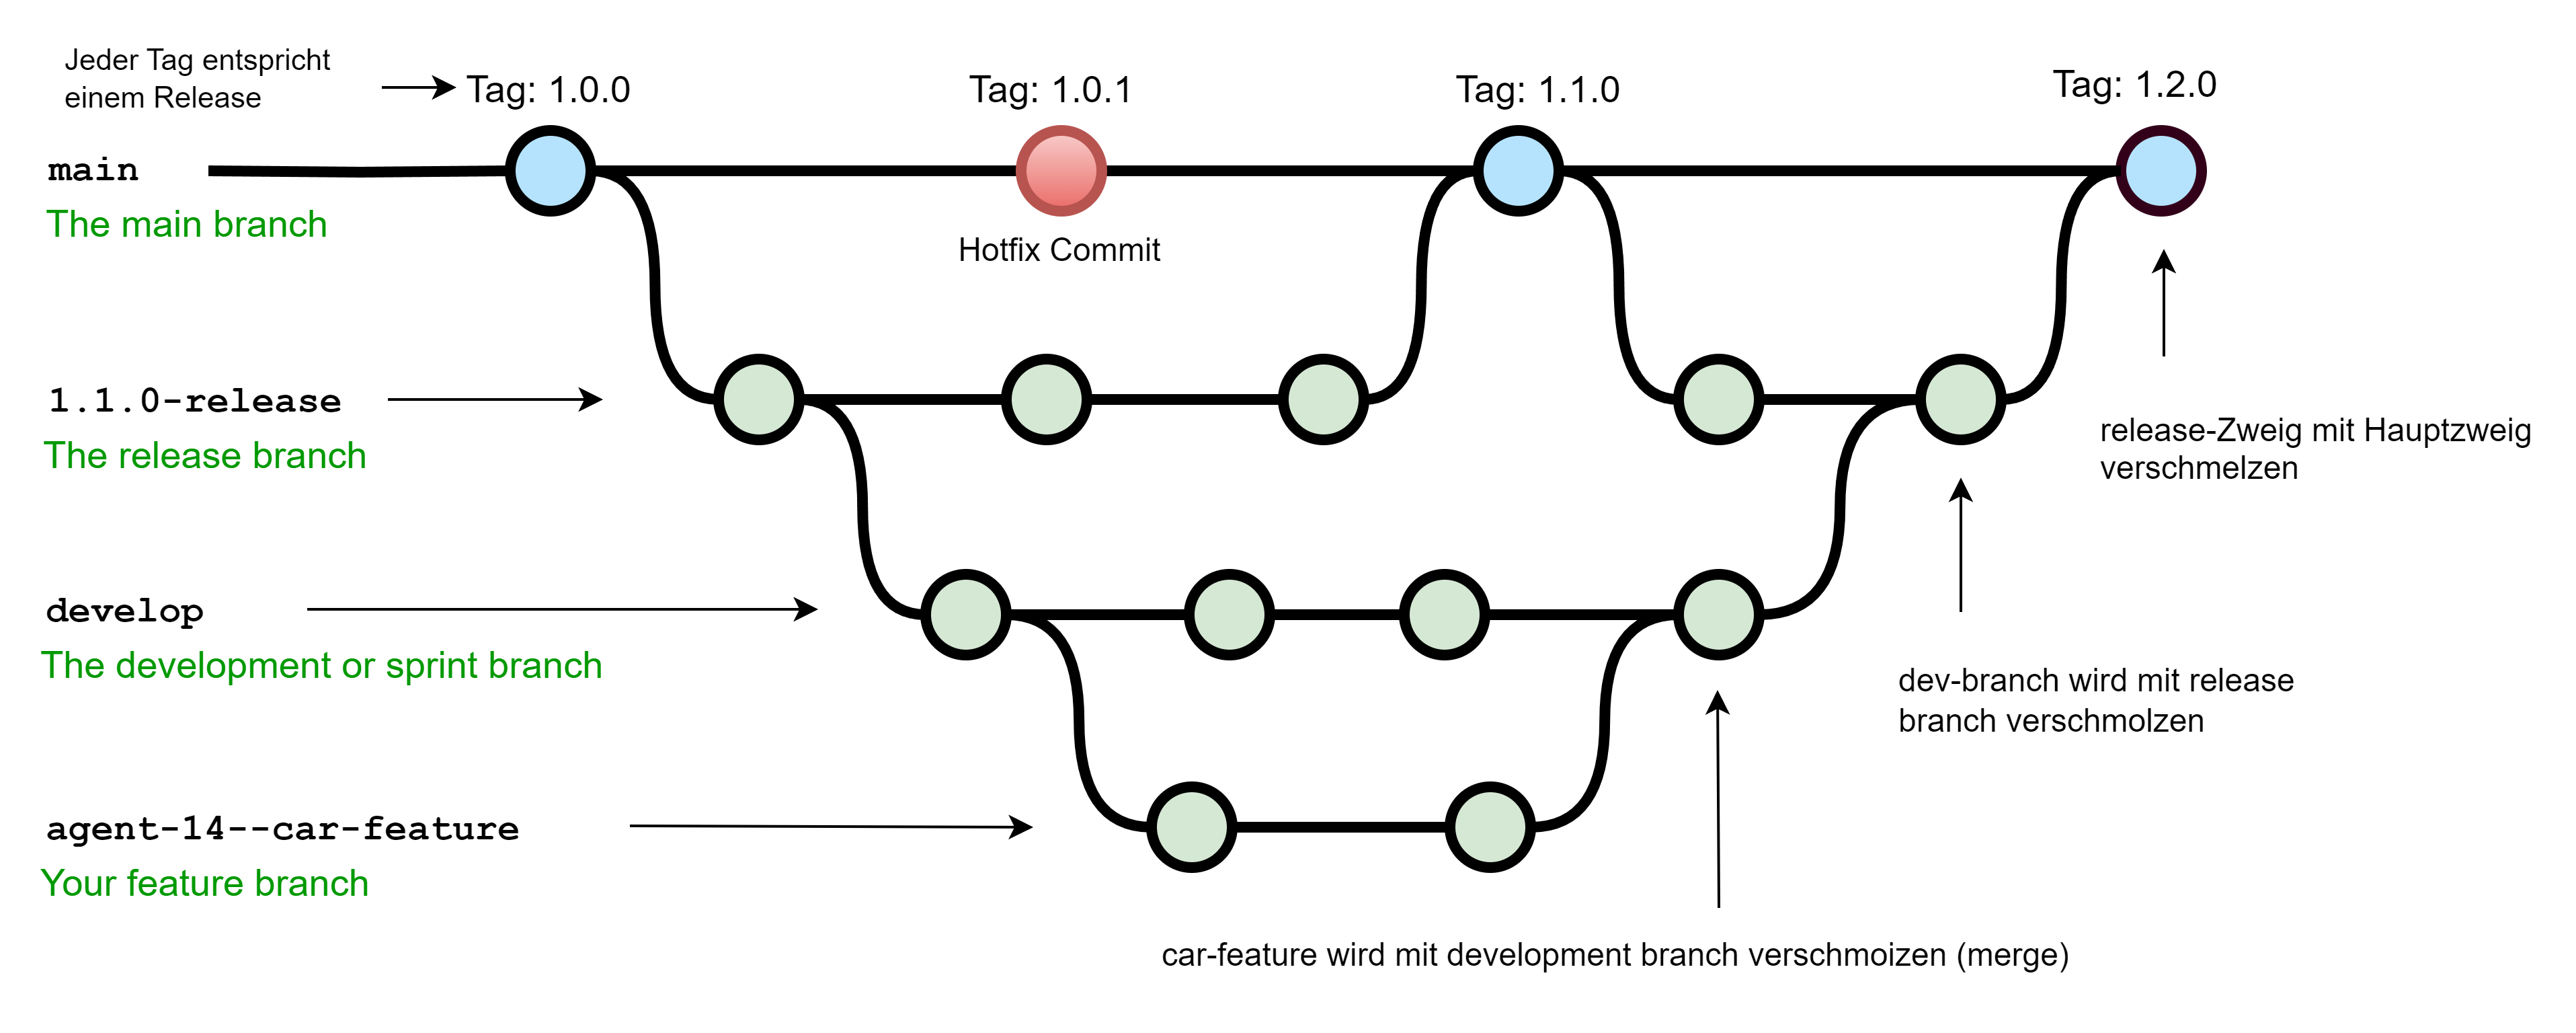 Jeder Tag entspricht
einem Release
Tag: 1.0.0
Tag: 1.0.1
Tag: 1.1.0
Tag: 1.2.0
main
The main branch
Hotfix Commit
1.1.0-release
The release branch
release-Zweig mit Hauptzweig
verschmelzen
develop
The development or sprint branch
dev-branch wird mit release
branch verschmolzen
agent-14--car-feature
Your feature branch
car-feature wird mit development branch verschmoizen (merge)